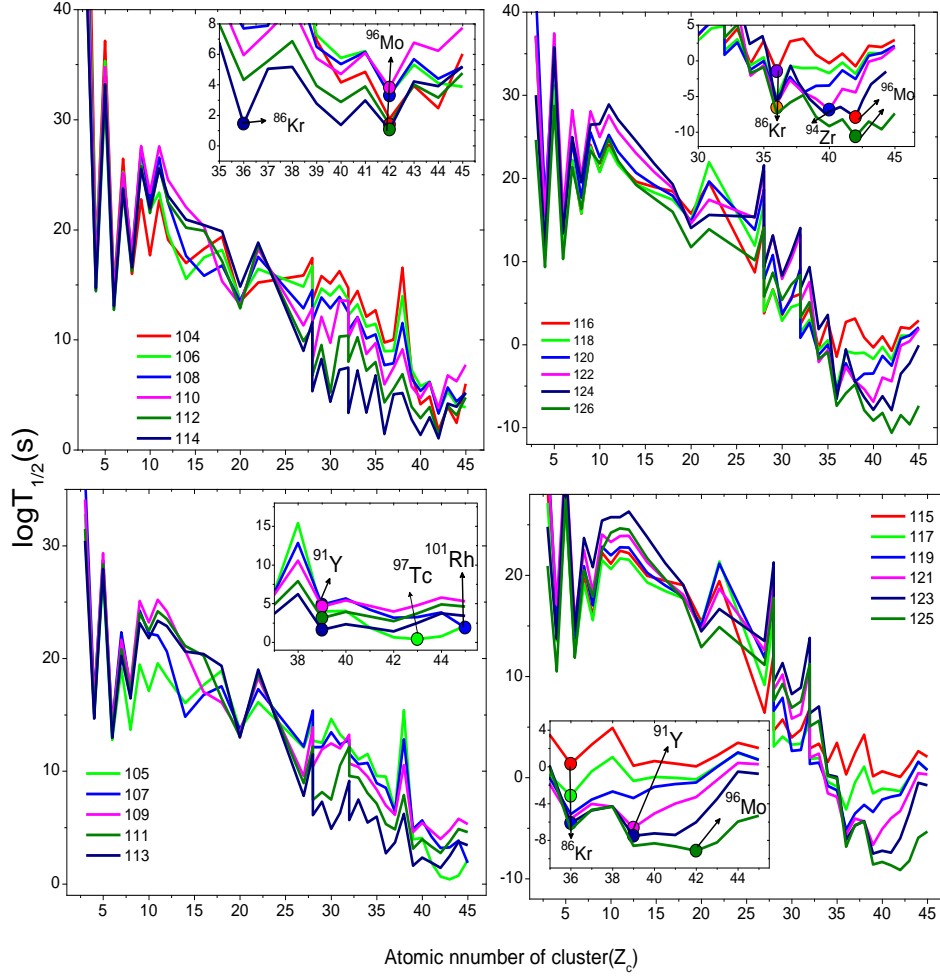 logT1/2(s)
40
30
20
10
0
5 10 15 20 25 30 35 40 45
104
106
108
110
112
114
8
6
4
2
0
35 36 37 38 39 40 41 42 43 44 45
96Mo
86Kr
40
30
20
10
0
-10
5 10 15 20 25 30 35 40 45
116
118
120
122
124
126
5
0
-5
-10
30 35 40 45
86Kr
94Zr
96Mo
30
20
10
0
5 10 15 20 25 30 35 40 45
105
107
109
111
113
15
10
5
0
38 40 42 44
91Y
97Tc
101Rh
20
10
0
-10
5 10 15 20 25 30 35 40 45
115
117
119
121
123
125
4
0
-4
-8
36 38 40 42 44
86Kr
91Y
96Mo
Atomic nnumber of cluster(Zc)